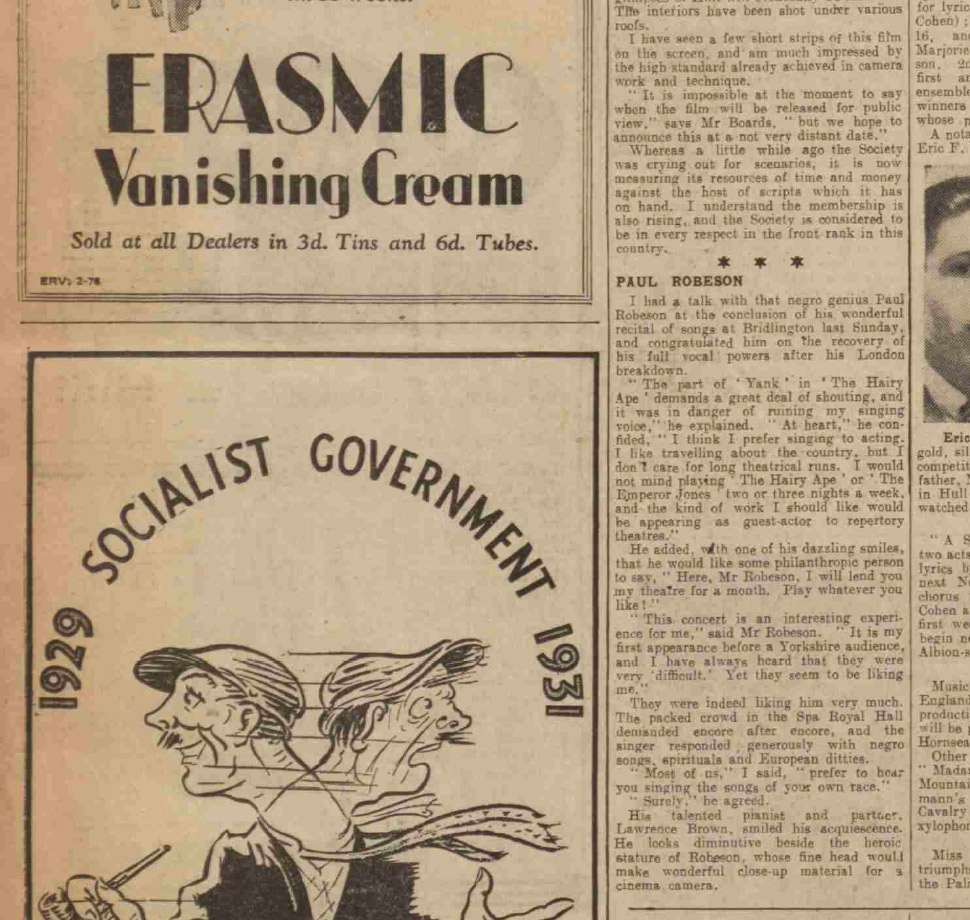 ERASMIC
Vanishing Cream
Sold at all Dealers in 3d. Tins and 6d. Tubes.
ERV: 2-76
SOCIALIST GOVERNMENT
1929
1931
The interiors have been shot under various
roofs.
I have seen a few short strips of this film
on the screen, and am much impressed by
the high standard already achieved in camera
work and technique.
" It is impossible at the moment to say
when the film will be released for public
view," says Mr Boards, " but we hope to
announce this at a not very distant date."
Whereas a little while ago the Society
was crying out for scenarios, it is now
measuring its resources of time and money
against the host of scripts which it has
on hand. I understand the membership is
also rising, and the Society is considered to
be in every respect in the front rank in this
country.
* * *
PAUL ROBESON
I had a talk with that negro genius Paul
Robeson at the conclusion of his wonderful
recital of songs at Bridlington last Sunday,
and congratulated him on the recovery of
his full vocal powers after his London
breakdown.
" The part of ' Yank ' in ' The Hairy
Ape ' demands a great deal of shouting, and
it was in danger of ruining my singing
voice," he explained. " At heart," he con-
fided, " I think I prefer singing to acting.
I like travelling about the country, but I
don't care for long theatrical runs. I would
not mind playing ' The Hairy Ape ' or ' The
Emperor Jones ' two or three nights a week,
and the kind of work I should like would
be appearing as guest-actor to repertory
theatres."
He added, with one of his dazzling smiles,
that he would like some philanthropic person
to say, " Here, Mr Robeson, I will lend you
my theatre for a month. Play whatever you
like ! "
" This concert is an interesting experi-
ence for me," said Mr Robeson. " It is my
first appearance before a Yorkshire audience,
and I have always heard that they were
very ' difficult.' Yet they seem to be liking
me."
They were indeed liking him very much.
The packed crowd in the Spa Royal Hall
demanded encore after encore, and the
singer responded generously with negro
songs, spirituals and European ditties.
" Most of us," I said, " prefer to hear
you singing the songs of your own race."
" Surely," he agreed.
His talented pianist and partner,
Lawrence Brown, smiled his acquiescence.
He looks diminutive beside the heroic
stature of Robeson, whose fine head would
make wonderful close-up material for a
cinema camera.
for lyric
Cohen) ;
16, and
Marjorie
son, 2n
first an
ensemble
winners
whose p
A nota
Eric F.
Eric
gold, sil
competit
father, M
in Hull
watched
" A S
two acts
lyrics b
next N
chorus
Cohen a
first wee
begin ne
Albion-s
Music
England
producti
will be p
Hornsea
Other
" Madam
Mountai
mann's
Cavalry
xylophon
Miss
triumph
the Pal